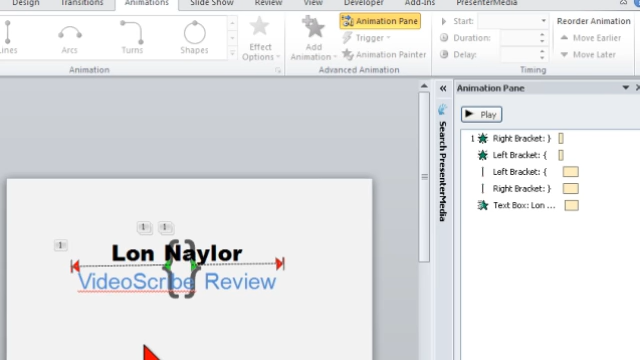 Design Transitions Animations Slide Show Review View Developer Add-Ins PresenterMedia
Lines Arcs Turns Shapes
Effect Options
Add Animation
Animation Pane
Trigger
Animation Painter
Start:
Duration:
Delay:
Reorder Animation
Move Earlier
Move Later
Animation Advanced Animation Timing
Animation Pane
Play
Search PresenterMedia
1 Right Bracket: }
Left Bracket: {
Left Bracket: {
Right Bracket: }
Text Box: Lon ...
1 1
1
Lon Naylor
{ }
VideoScribe Review